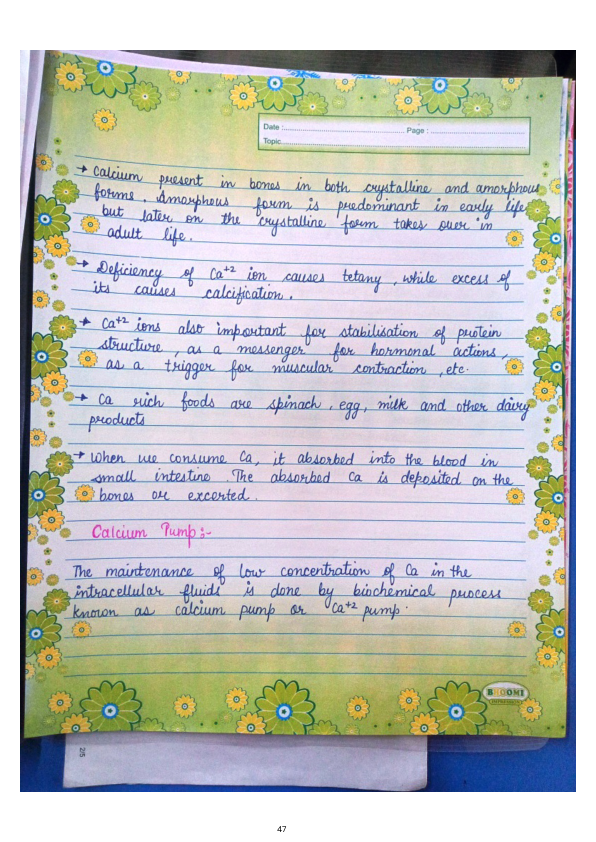 Date : Page :
Topic
→ Calcium present in bones in both crystalline and amorphous
forms. Amorphous form is predominant in early life
but later on the crystalline form takes over in
adult life.
→ Deficiency of Ca+2 ion causes tetany, while excess of
its causes calcification.
→ Ca+2 ions also important for stabilisation of protein
structure, as a messenger for hormonal actions,
as a trigger for muscular contraction, etc.
→ Ca rich foods are spinach, egg, milk and other dairy
products
→ When we consume Ca, it absorbed into the blood in
small intestine. The absorbed Ca is deposited on the
bones or excerted.
Calcium Pump:-
The maintenance of low concentration of Ca in the
intracellular fluids is done by biochemical process
known as calcium pump or Ca+2 pump.
BHOOMI
2/5
47